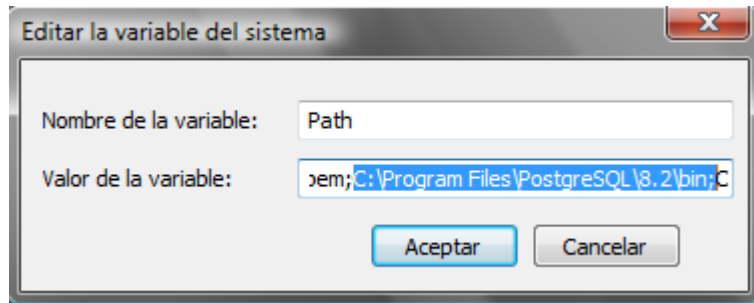 Editar la variable del sistema
Nombre de la variable: Path
Valor de la variable: bem;C:\Program Files\PostgreSQL\8.2\bin;C
Aceptar Cancelar